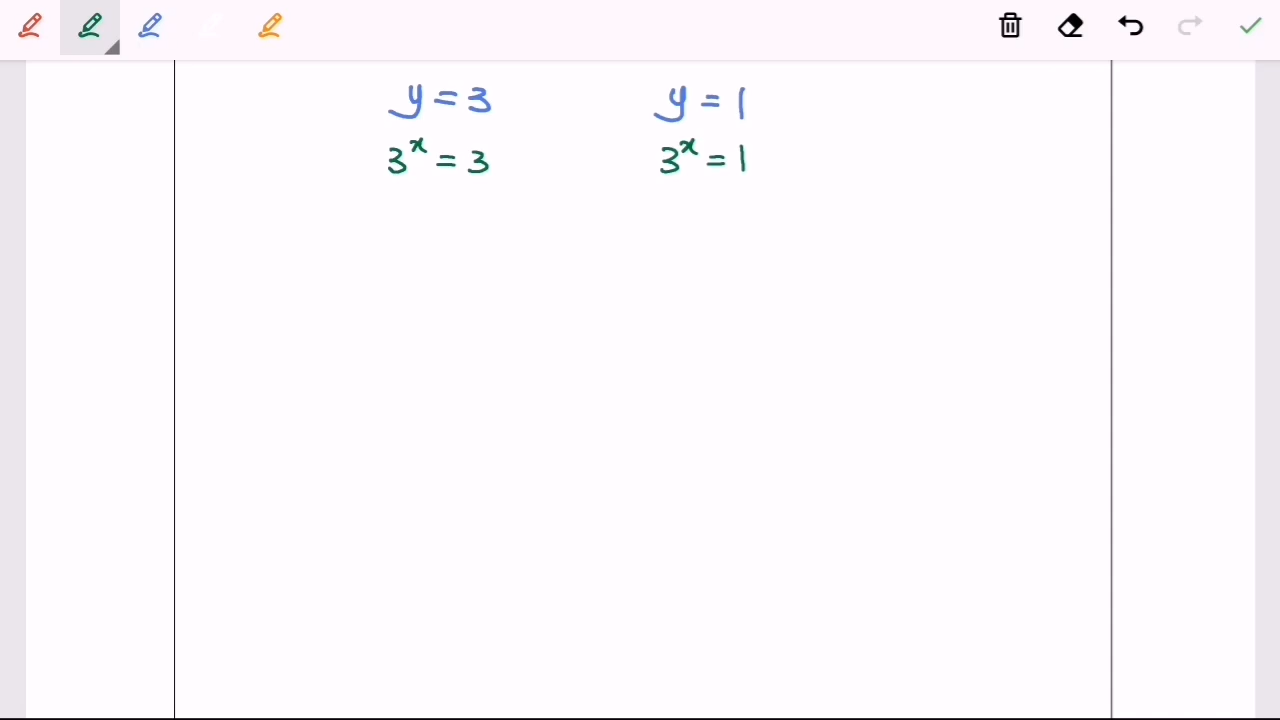 y = 3 y = 1
3^x = 3 3^x = 1